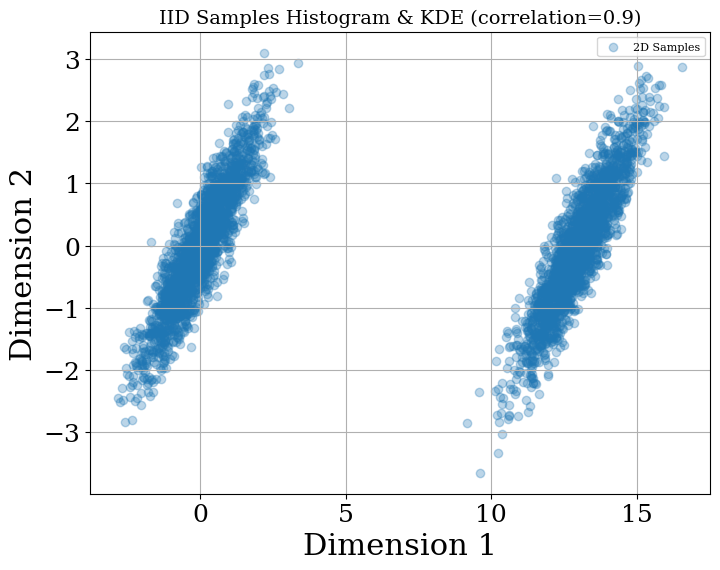 IID Samples Histogram & KDE (correlation=0.9)
2D Samples
3
2
1
0
−1
−2
−3
Dimension 2
0 5 10 15
Dimension 1